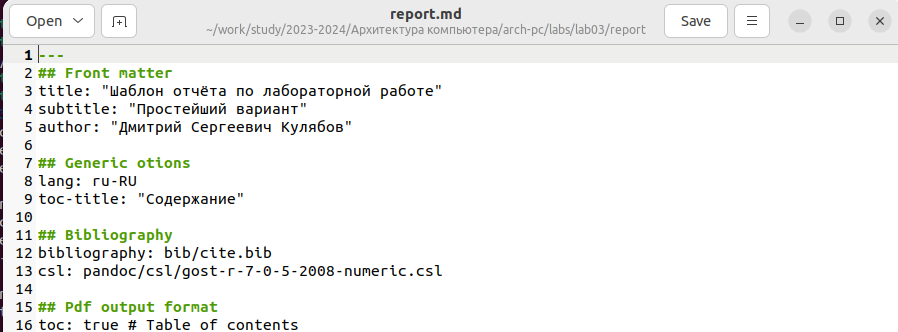 Open
report.md
~/work/study/2023-2024/Архитектура компьютера/arch-pc/labs/lab03/report
Save
1 ---
2 ## Front matter
3 title: "Шаблон отчёта по лабораторной работе"
4 subtitle: "Простейший вариант"
5 author: "Дмитрий Сергеевич Кулябов"
6
7 ## Generic otions
8 lang: ru-RU
9 toc-title: "Содержание"
10
11 ## Bibliography
12 bibliography: bib/cite.bib
13 csl: pandoc/csl/gost-r-7-0-5-2008-numeric.csl
14
15 ## Pdf output format
16 toc: true # Table of contents